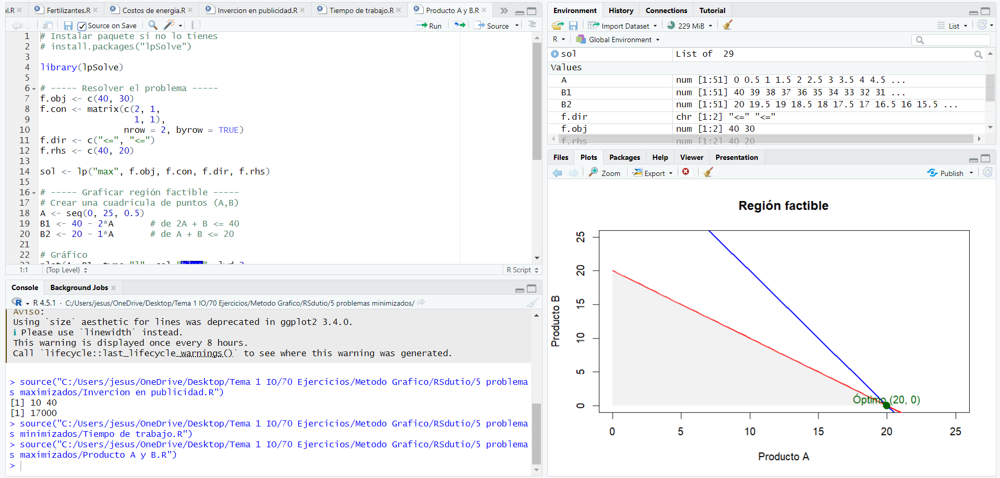 al.R × Fertilizantes.R × Costos de energia.R × Invercion en publicidad.R × Tiempo de trabajo.R × Producto A y B.R ×
Source on Save Run Source
1 # Instalar paquete si no lo tienes
2 # install.packages("lpSolve")
3
4 library(lpSolve)
5
6 # ----- Resolver el problema -----
7 f.obj <- c(40, 30)
8 f.con <- matrix(c(2, 1,
9 1, 1),
10 nrow = 2, byrow = TRUE)
11 f.dir <- c("<=", "<=")
12 f.rhs <- c(40, 20)
13
14 sol <- lp("max", f.obj, f.con, f.dir, f.rhs)
15
16 # ----- Graficar región factible -----
17 # Crear una cuadrícula de puntos (A,B)
18 A <- seq(0, 25, 0.5)
19 B1 <- 40 - 2*A # de 2A + B <= 40
20 B2 <- 20 - 1*A # de A + B <= 20
21
22 # Gráfico
1:1 (Top Level) R Script
Console Background Jobs ×
R 4.5.1 · C:/Users/jesus/OneDrive/Desktop/Tema 1 IO/70 Ejercicios/Metodo Grafico/RSdutio/5 problemas minimizados/
Aviso:
Using `size` aesthetic for lines was deprecated in ggplot2 3.4.0.
ℹ Please use `linewidth` instead.
This warning is displayed once every 8 hours.
Call `lifecycle::last_lifecycle_warnings()` to see where this warning was generated.
> source("C:/Users/jesus/OneDrive/Desktop/Tema 1 IO/70 Ejercicios/Metodo Grafico/RSdutio/5 problema
s maximizados/Invercion en publicidad.R")
[1] 10 40
[1] 17000
> source("C:/Users/jesus/OneDrive/Desktop/Tema 1 IO/70 Ejercicios/Metodo Grafico/RSdutio/5 problema
s minimizados/Tiempo de trabajo.R")
> source("C:/Users/jesus/OneDrive/Desktop/Tema 1 IO/70 Ejercicios/Metodo Grafico/RSdutio/5 problema
s maximizados/Producto A y B.R")
>
Environment History Connections Tutorial
Import Dataset 229 MiB List
R Global Environment
sol List of 29
Values
A num [1:51] 0 0.5 1 1.5 2 2.5 3 3.5 4 4.5 ...
B1 num [1:51] 40 39 38 37 36 35 34 33 32 31 ...
B2 num [1:51] 20 19.5 19 18.5 18 17.5 17 16.5 16 15.5 ...
f.dir chr [1:2] "<=" "<="
f.obj num [1:2] 40 30
f.rhs num [1:2] 40 20
Files Plots Packages Help Viewer Presentation
Zoom Export Publish
Región factible
Producto B
25
20
15
10
5
0
Óptimo (20, 0)
0 5 10 15 20 25
Producto A